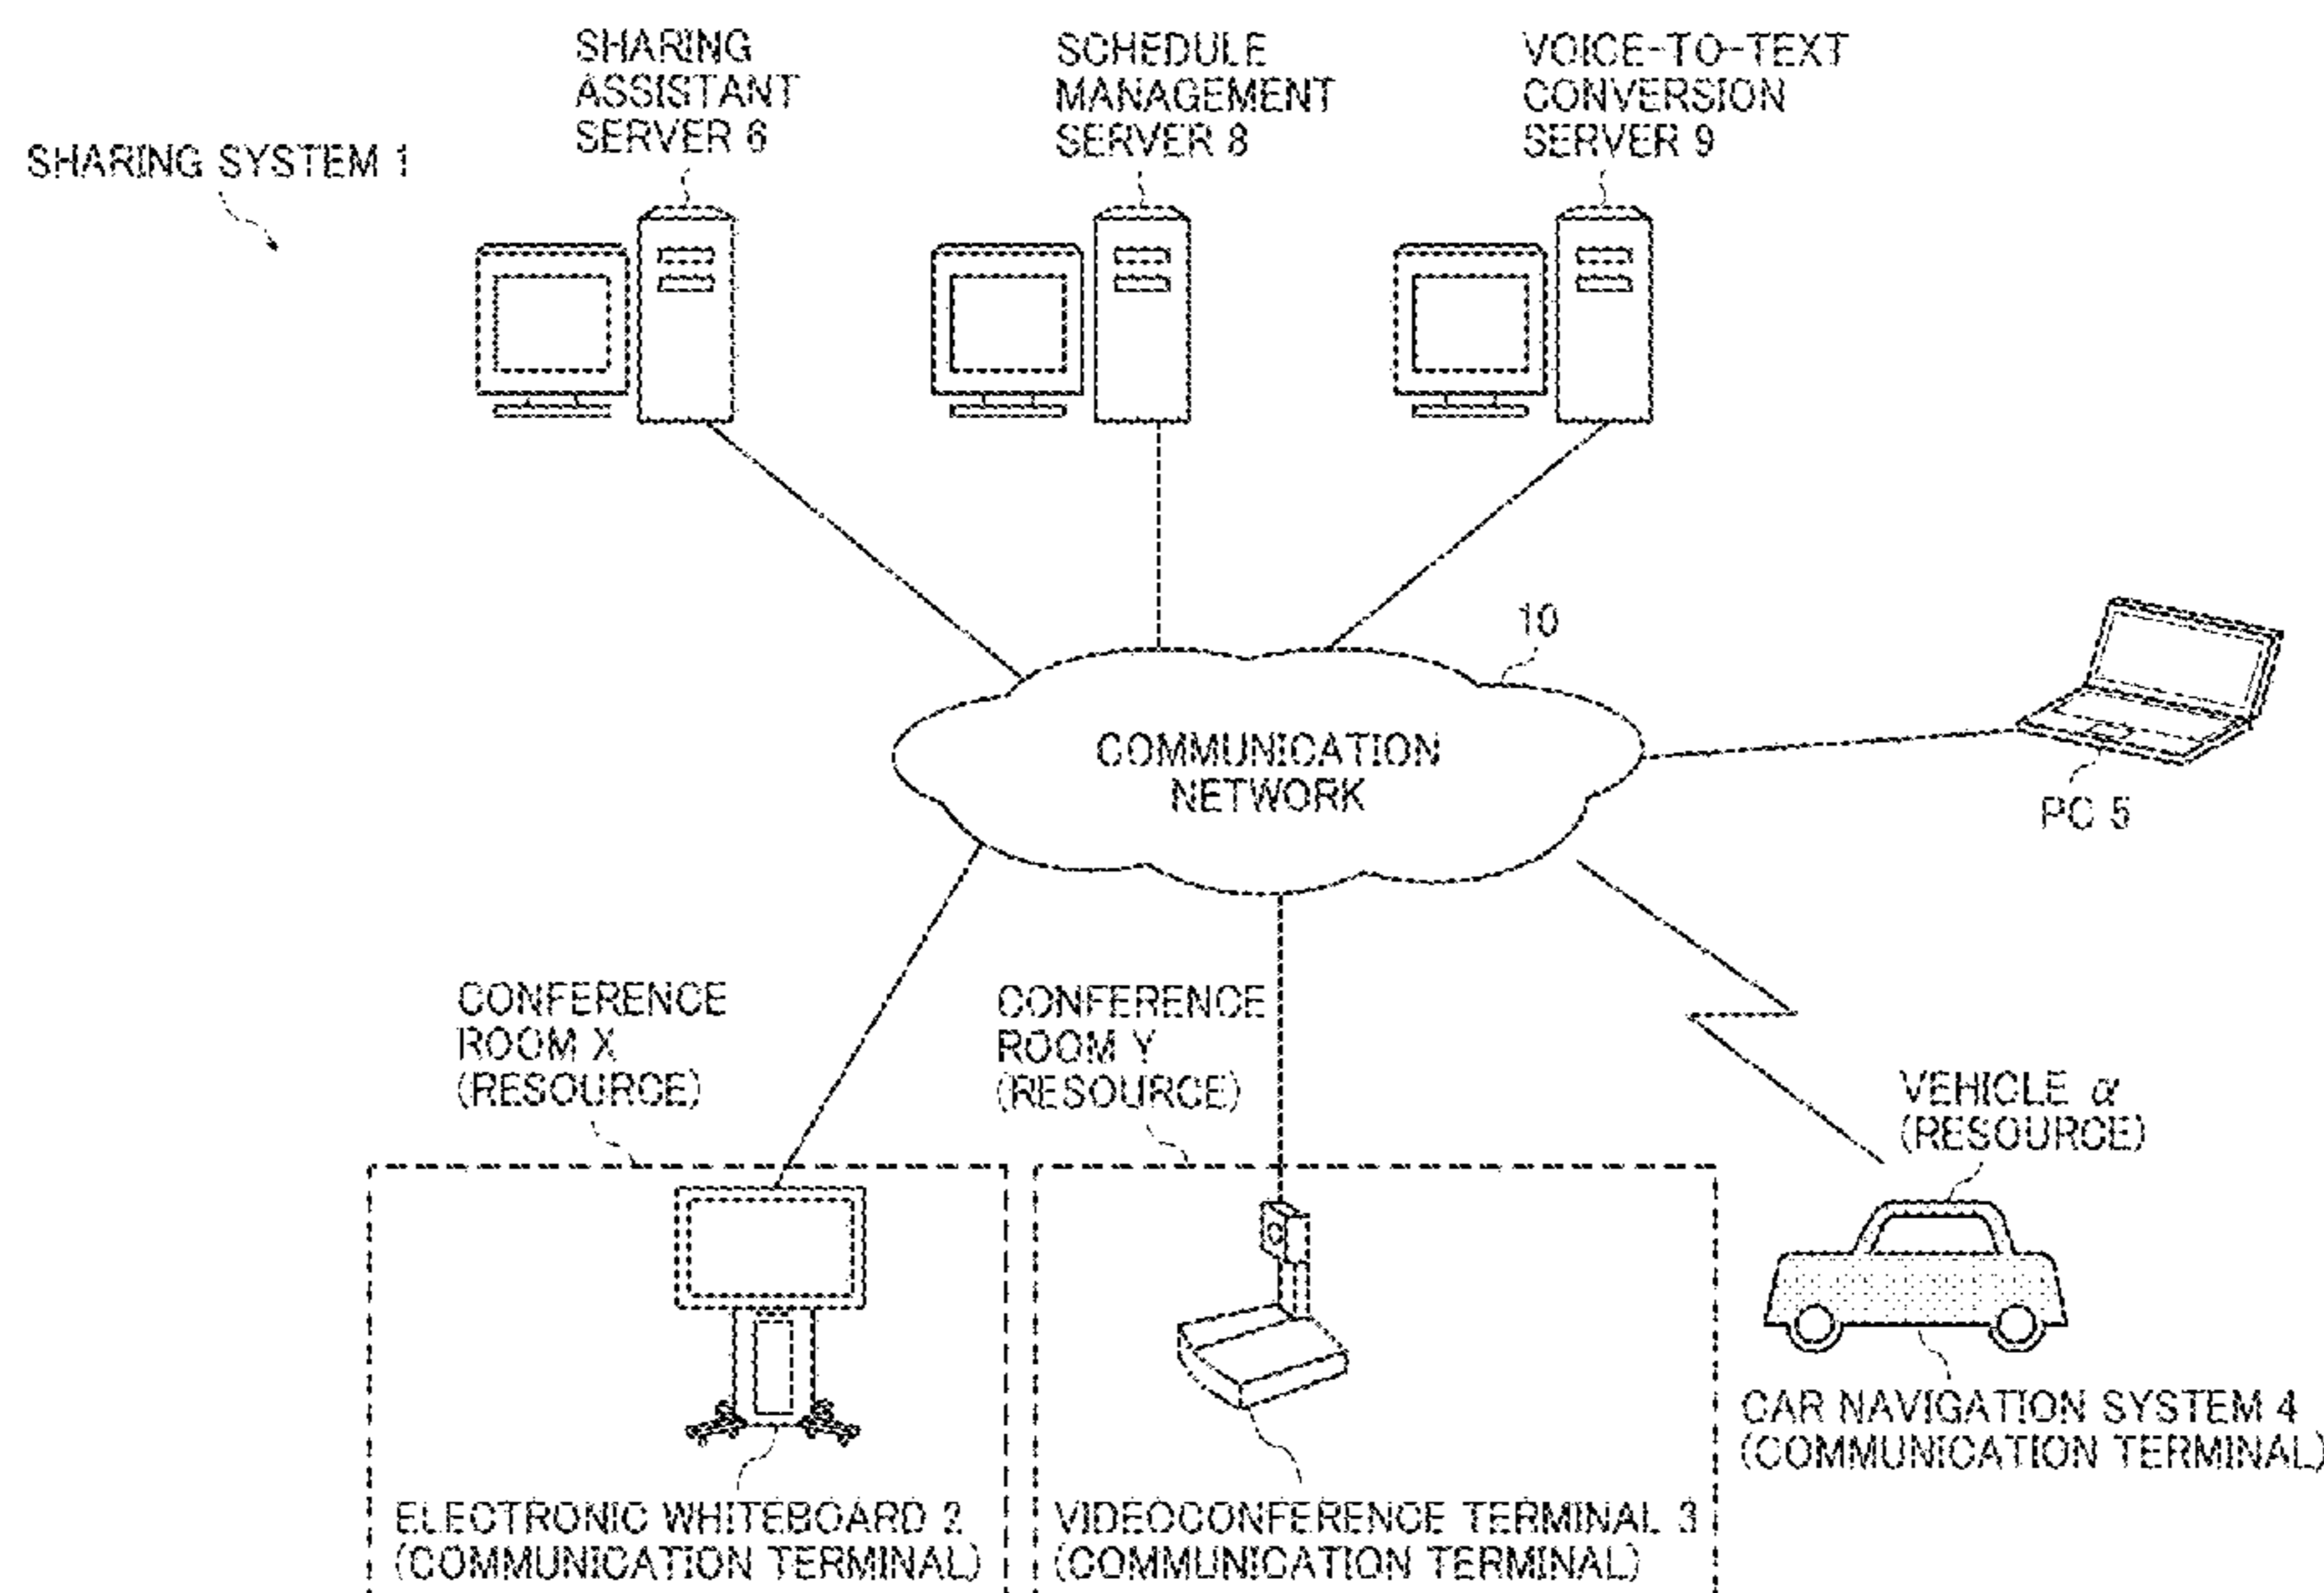 SHARING SYSTEM 1
SHARING
ASSISTANT
SERVER 6
SCHEDULE
MANAGEMENT
SERVER 8
VOICE-TO-TEXT
CONVERSION
SERVER 9
10
COMMUNICATION
NETWORK
PC 5
CONFERENCE
ROOM X
(RESOURCE)
CONFERENCE
ROOM Y
(RESOURCE)
VEHICLE α
(RESOURCE)
CAR NAVIGATION SYSTEM 4
(COMMUNICATION TERMINAL)
ELECTRONIC WHITEBOARD 2
(COMMUNICATION TERMINAL)
VIDEOCONFERENCE TERMINAL 3
(COMMUNICATION TERMINAL)